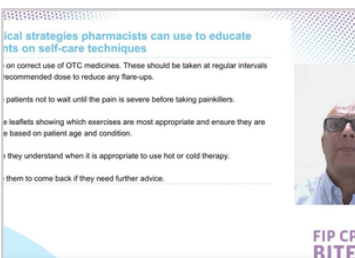 ical strategies pharmacists can use to educate
nts on self-care techniques
on correct use of OTC medicines. These should be taken at regular intervals
recommended dose to reduce any flare-ups.
patients not to wait until the pain is severe before taking painkillers.
e leaflets showing which exercises are most appropriate and ensure they are
e based on patient age and condition.
they understand when it is appropriate to use hot or cold therapy.
them to come back if they need further advice.
FIP CP
BITE